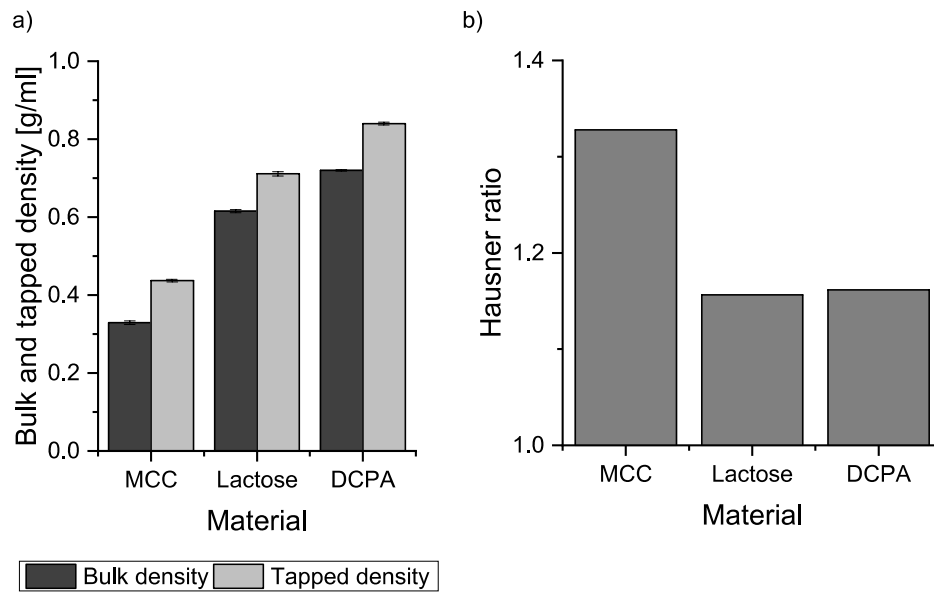 a)
Bulk and tapped density [g/ml]
1.0
0.8
0.6
0.4
0.2
0.0
MCC Lactose DCPA
Material
Bulk density Tapped density
b)
Hausner ratio
1.4
1.2
1.0
MCC Lactose DCPA
Material